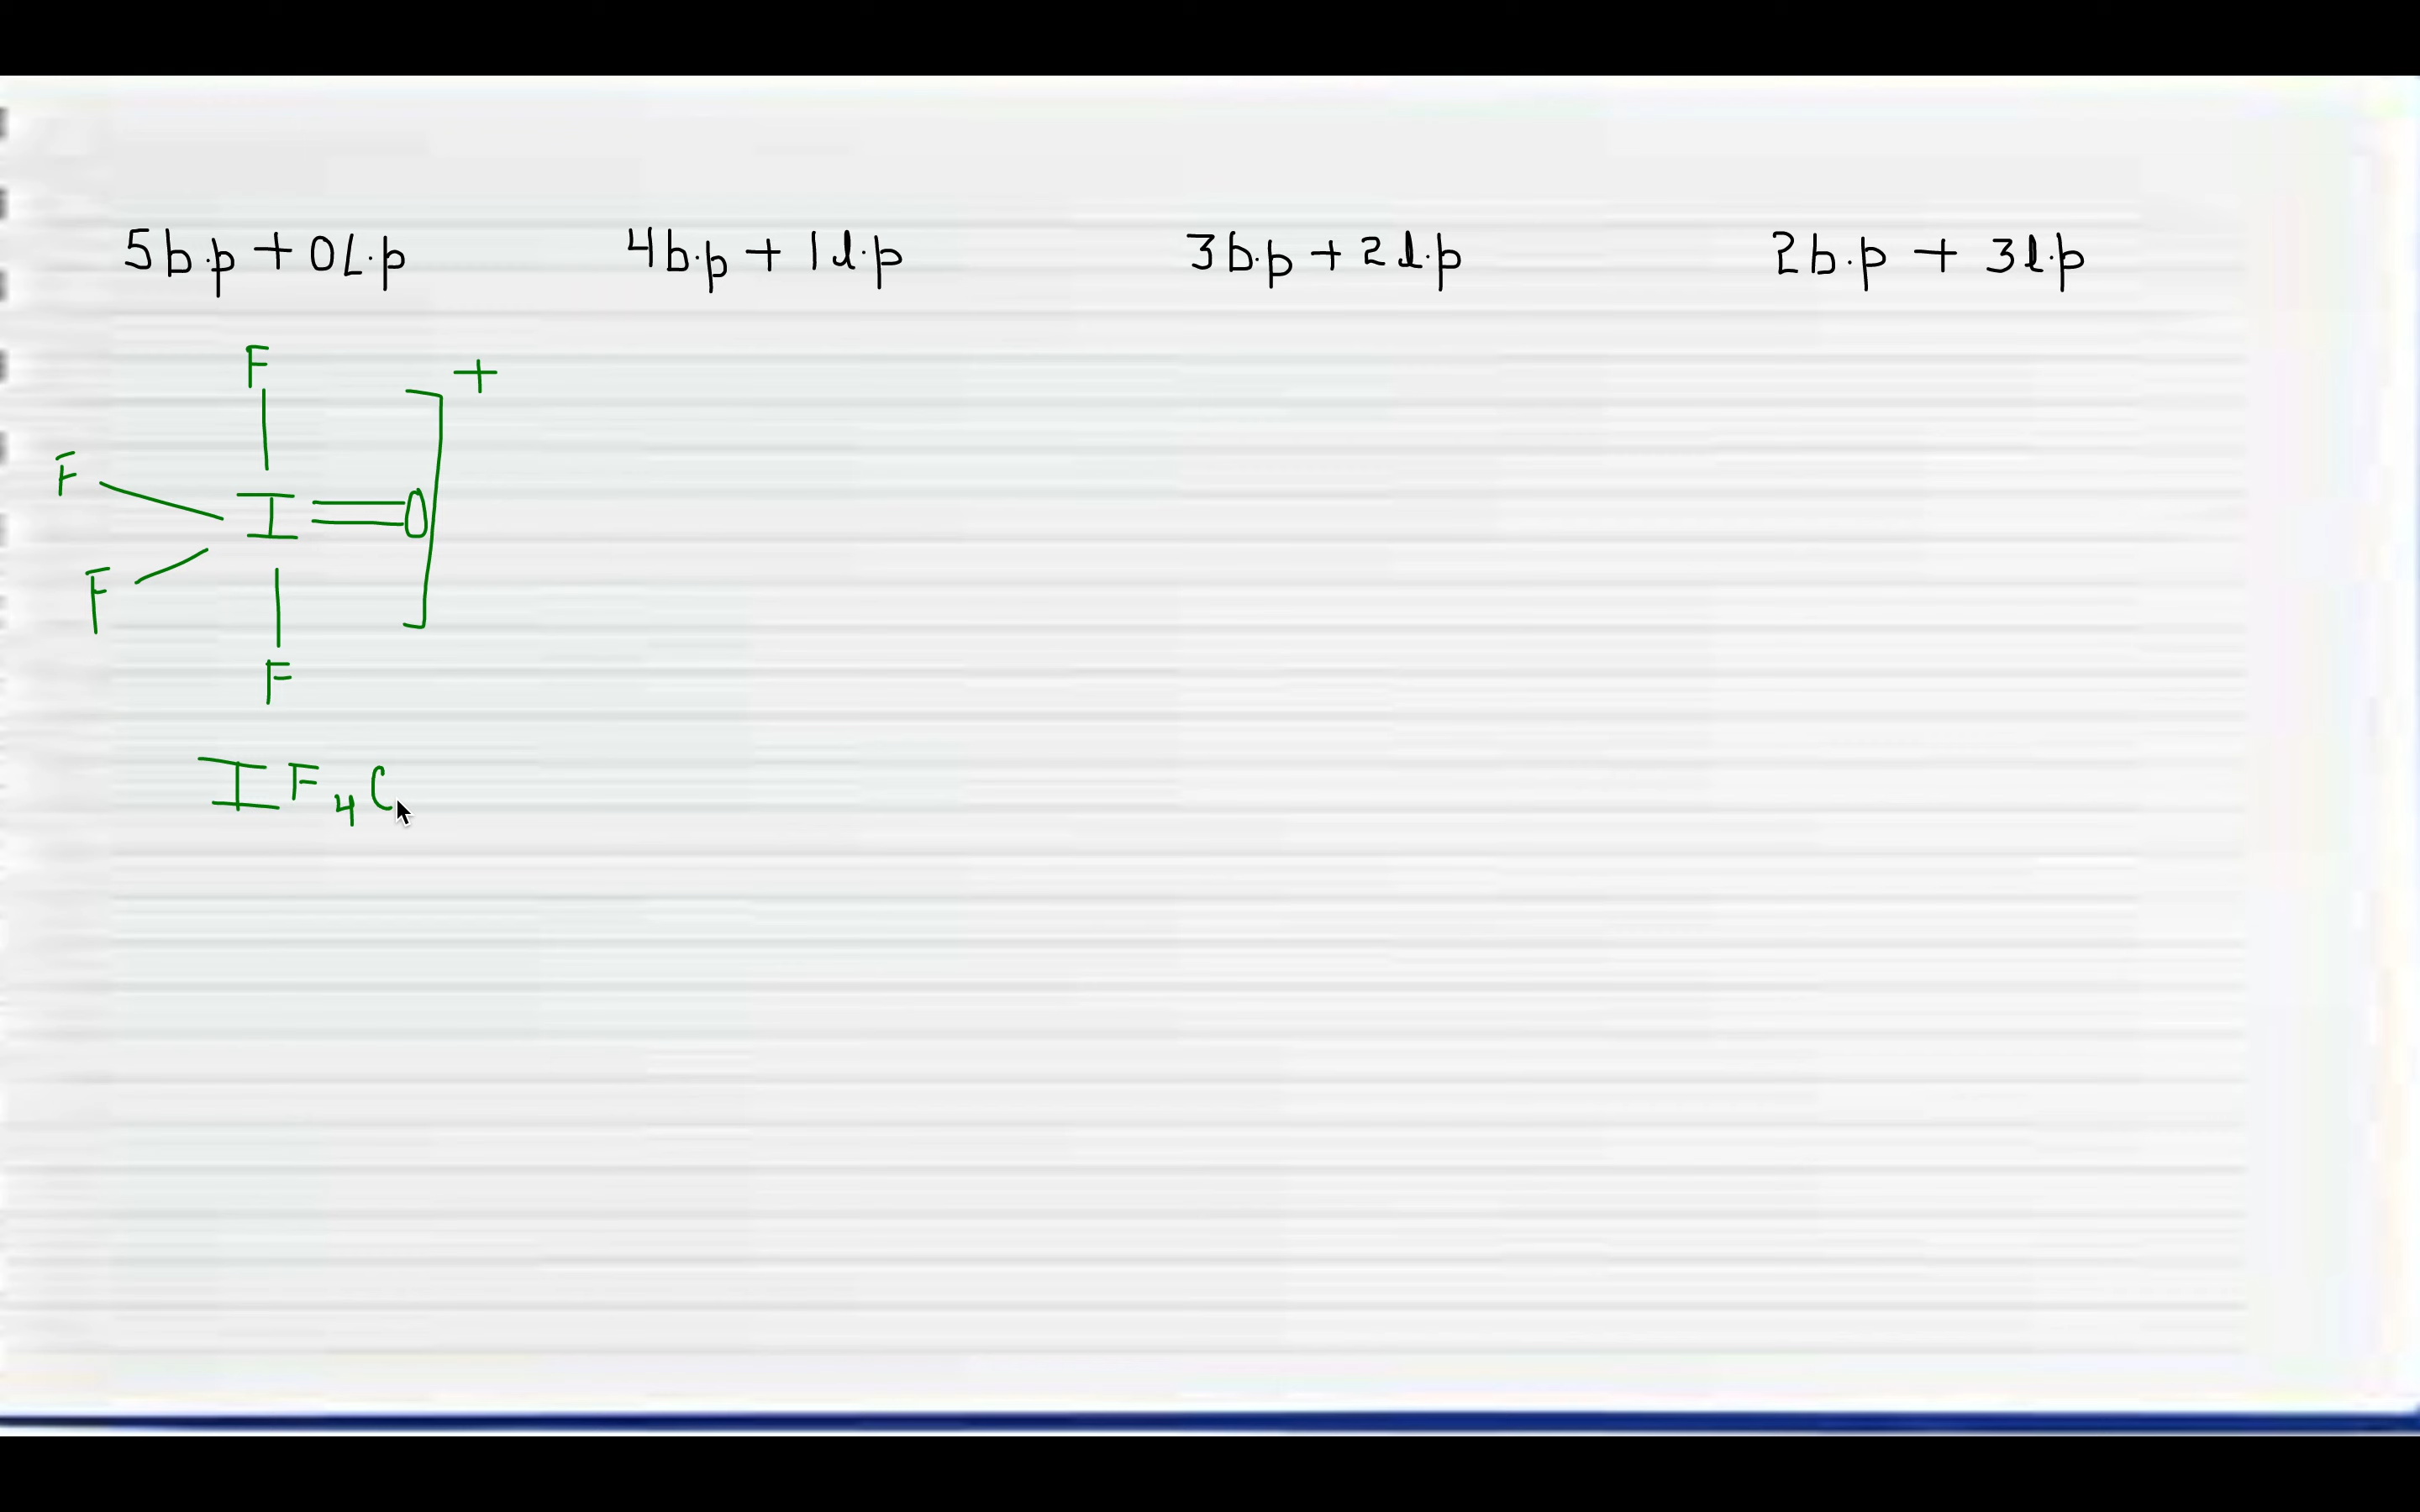 5b.p + 0L.p 4b.p + 1l.p 3b.p + 2l.p 2b.p + 3l.p
F +
F
I = O ]
F
F
IF₄C